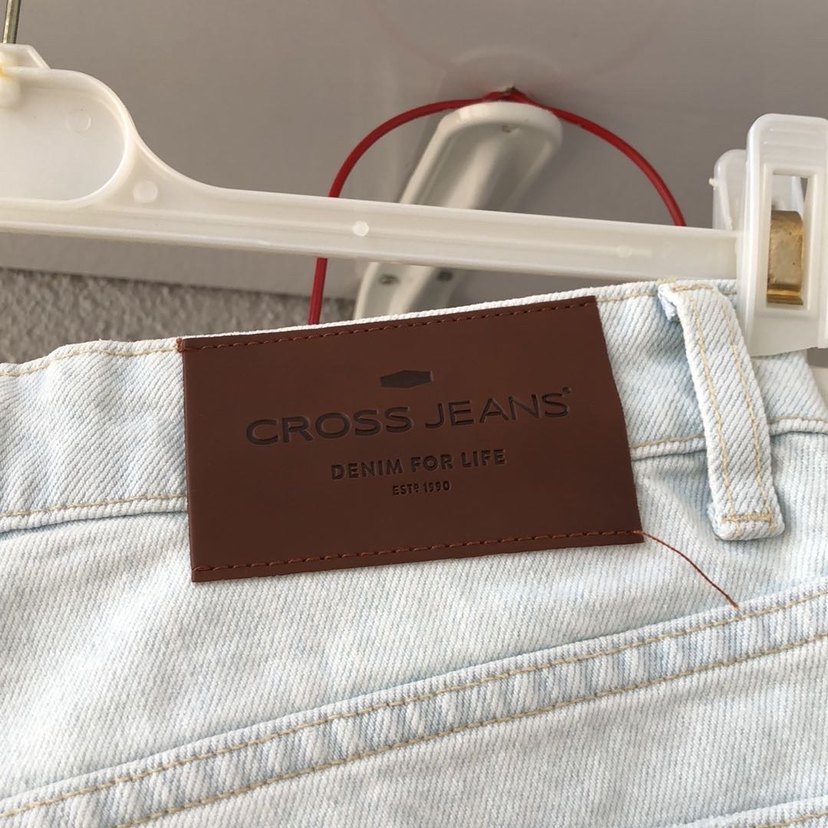 CROSS JEANS®
DENIM FOR LIFE
ESTD 1990